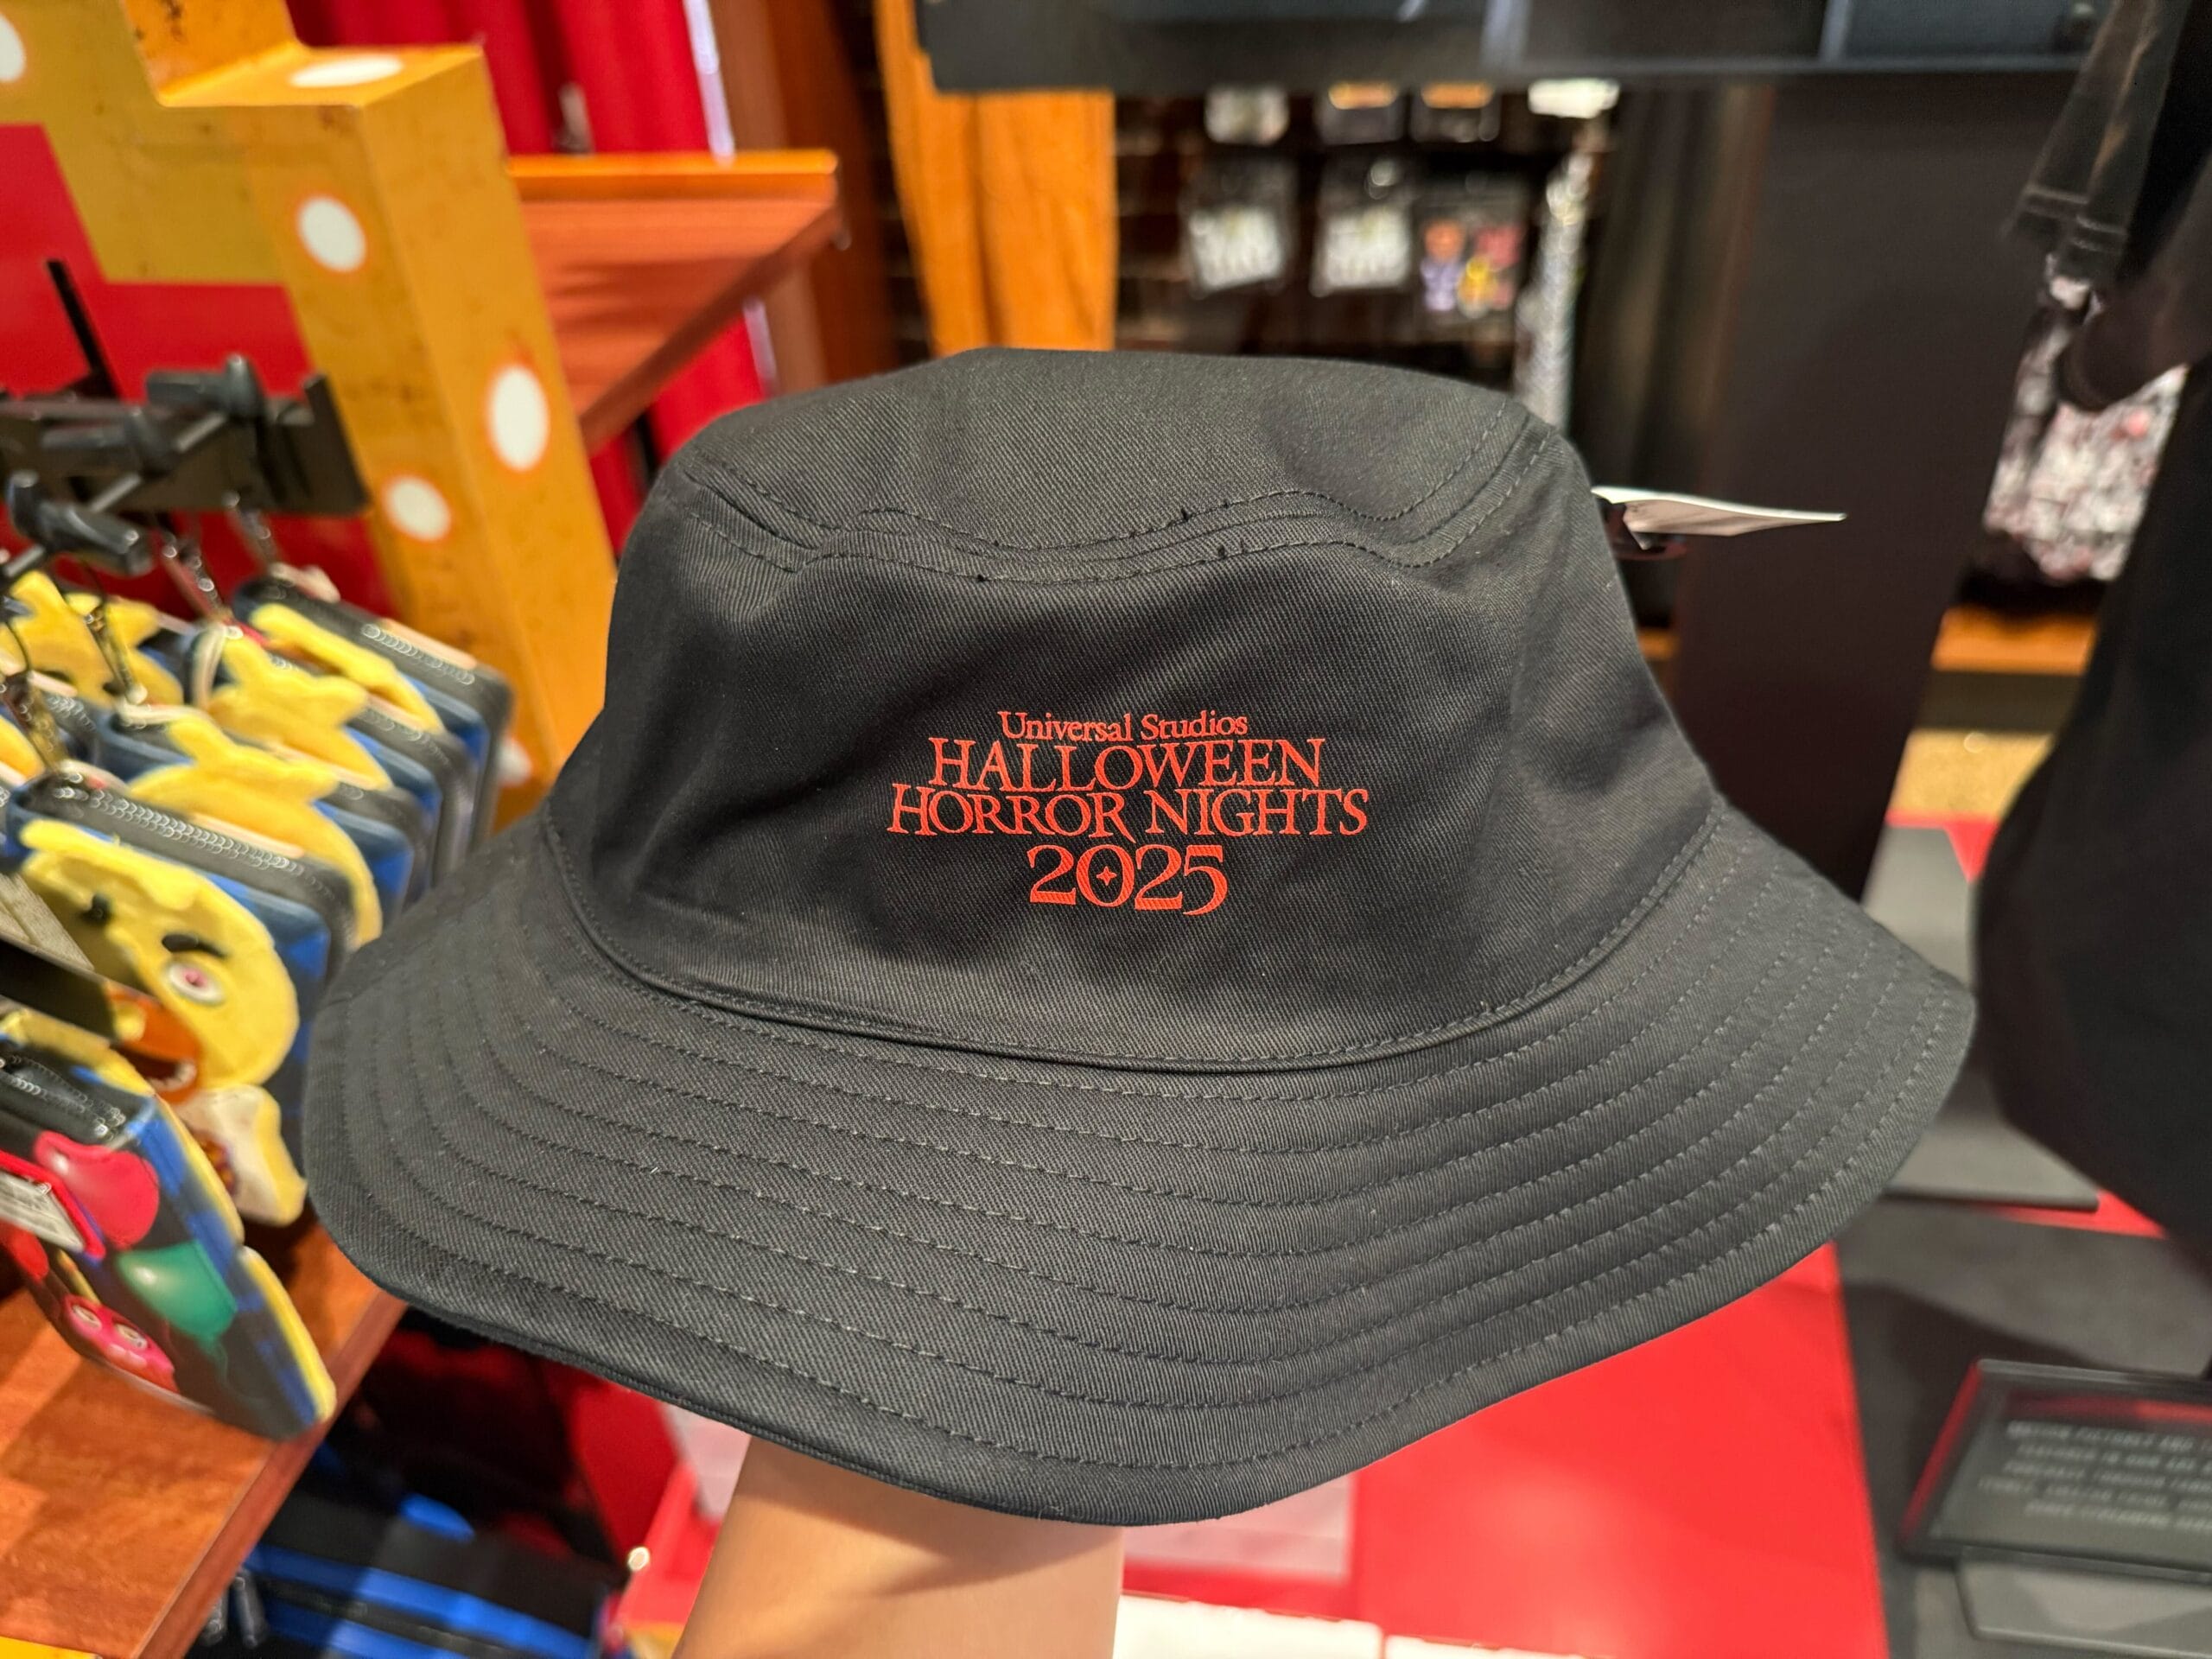 Universal Studios
HALLOWEEN
HORROR NIGHTS
2025